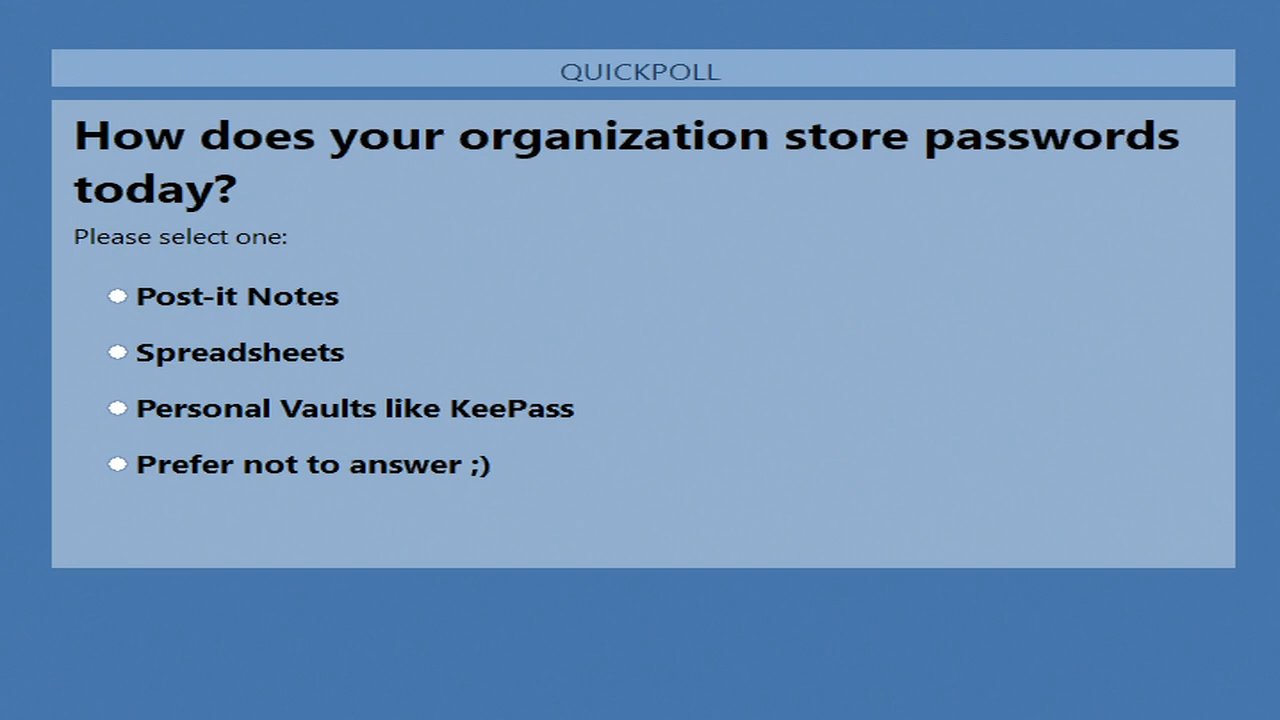 QUICKPOLL
How does your organization store passwords
today?
Please select one:
Post-it Notes
Spreadsheets
Personal Vaults like KeePass
Prefer not to answer ;)